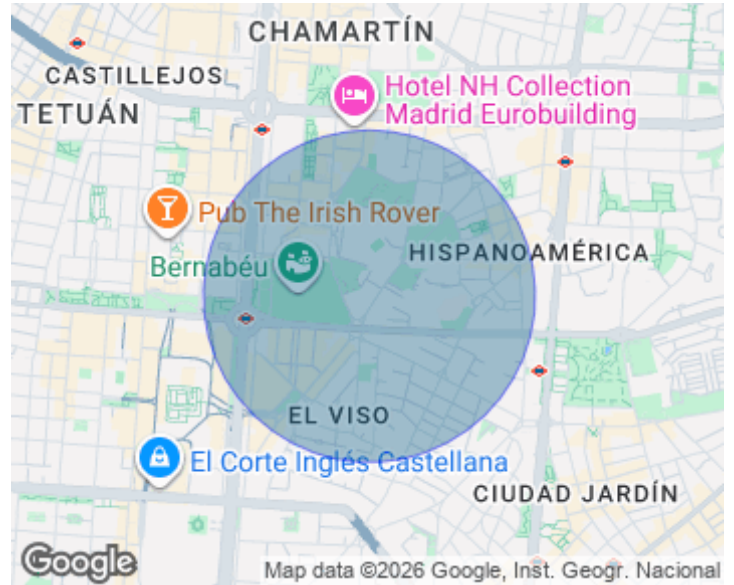 CHAMARTÍN
CASTILLEJOS
TETUÁN
Hotel NH Collection
Madrid Eurobuilding
Pub The Irish Rover
Bernabéu
HISPANOAMÉRICA
EL VISO
El Corte Inglés Castellana
CIUDAD JARDÍN
Google
Map data ©2026 Google, Inst. Geogr. Nacional